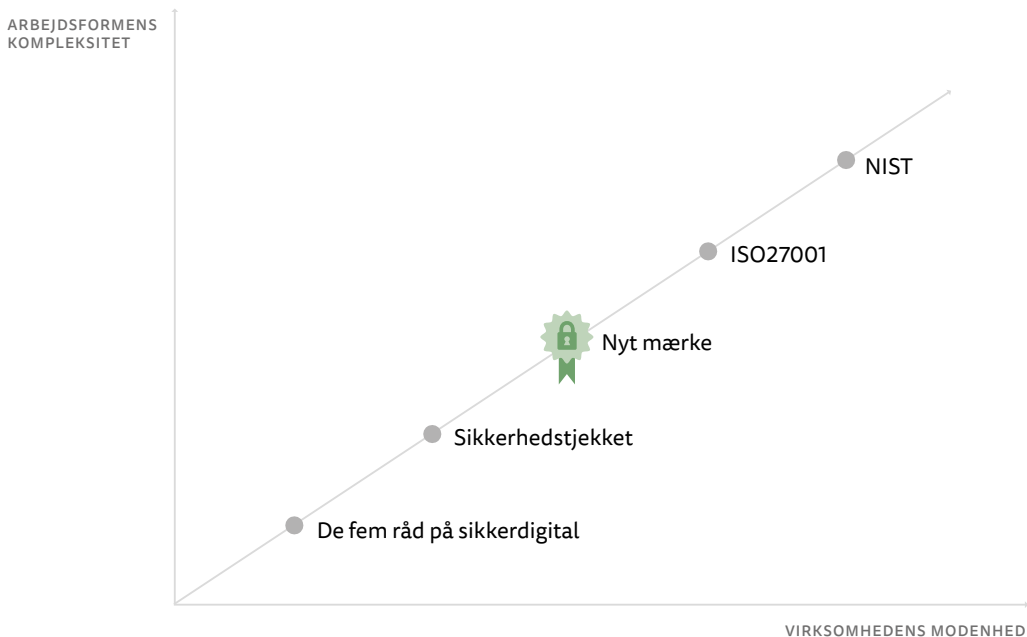 ARBEJDSFORMENS
KOMPLEKSITET
NIST
ISO27001
Nyt mærke
Sikkerhedstjekket
De fem råd på sikkerdigital
VIRKSOMHEDENS MODENHED